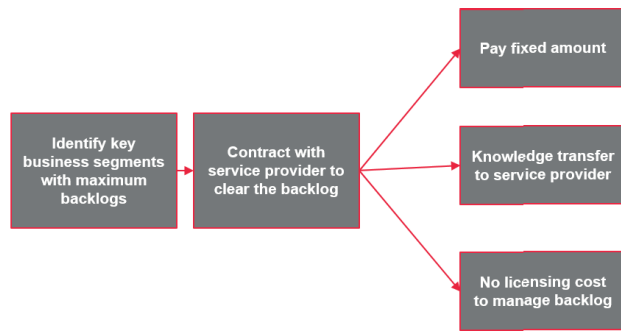 Identify key
business segments
with maximum
backlogs
Contract with
service provider to
clear the backlog
Pay fixed amount
Knowledge transfer
to service provider
No licensing cost
to manage backlog